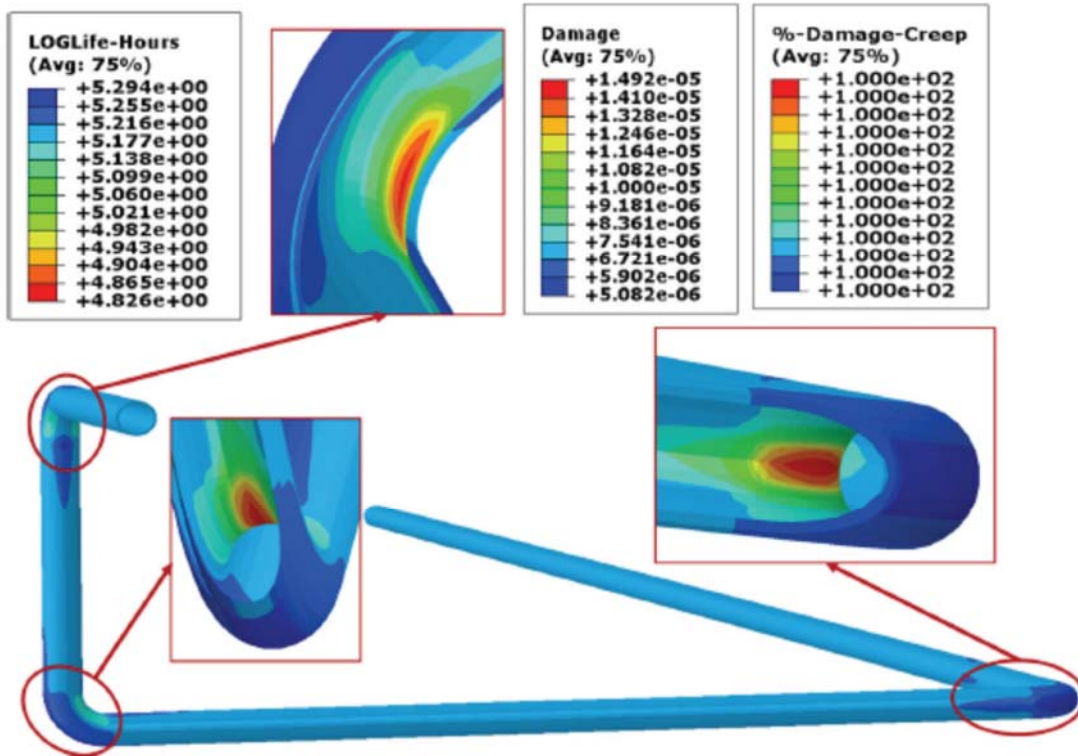 LOGLife-Hours
(Avg: 75%)
+5.294e+00
+5.255e+00
+5.216e+00
+5.177e+00
+5.138e+00
+5.099e+00
+5.060e+00
+5.021e+00
+4.982e+00
+4.943e+00
+4.904e+00
+4.865e+00
+4.826e+00
Damage
(Avg: 75%)
+1.492e-05
+1.410e-05
+1.328e-05
+1.246e-05
+1.164e-05
+1.082e-05
+1.000e-05
+9.181e-06
+8.361e-06
+7.541e-06
+6.721e-06
+5.902e-06
+5.082e-06
%-Damage-Creep
(Avg: 75%)
+1.000e+02
+1.000e+02
+1.000e+02
+1.000e+02
+1.000e+02
+1.000e+02
+1.000e+02
+1.000e+02
+1.000e+02
+1.000e+02
+1.000e+02
+1.000e+02